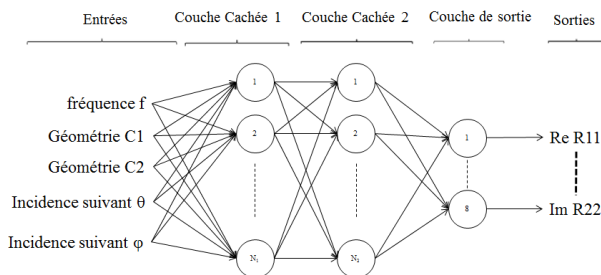 Entrées
Couche Cachée 1
Couche Cachée 2
Couche de sortie
Sorties
fréquence f
Géométrie C1
Géométrie C2
Incidence suivant θ
Incidence suivant φ
1
2
N₁
1
2
N₂
1
8
Re R11
Im R22